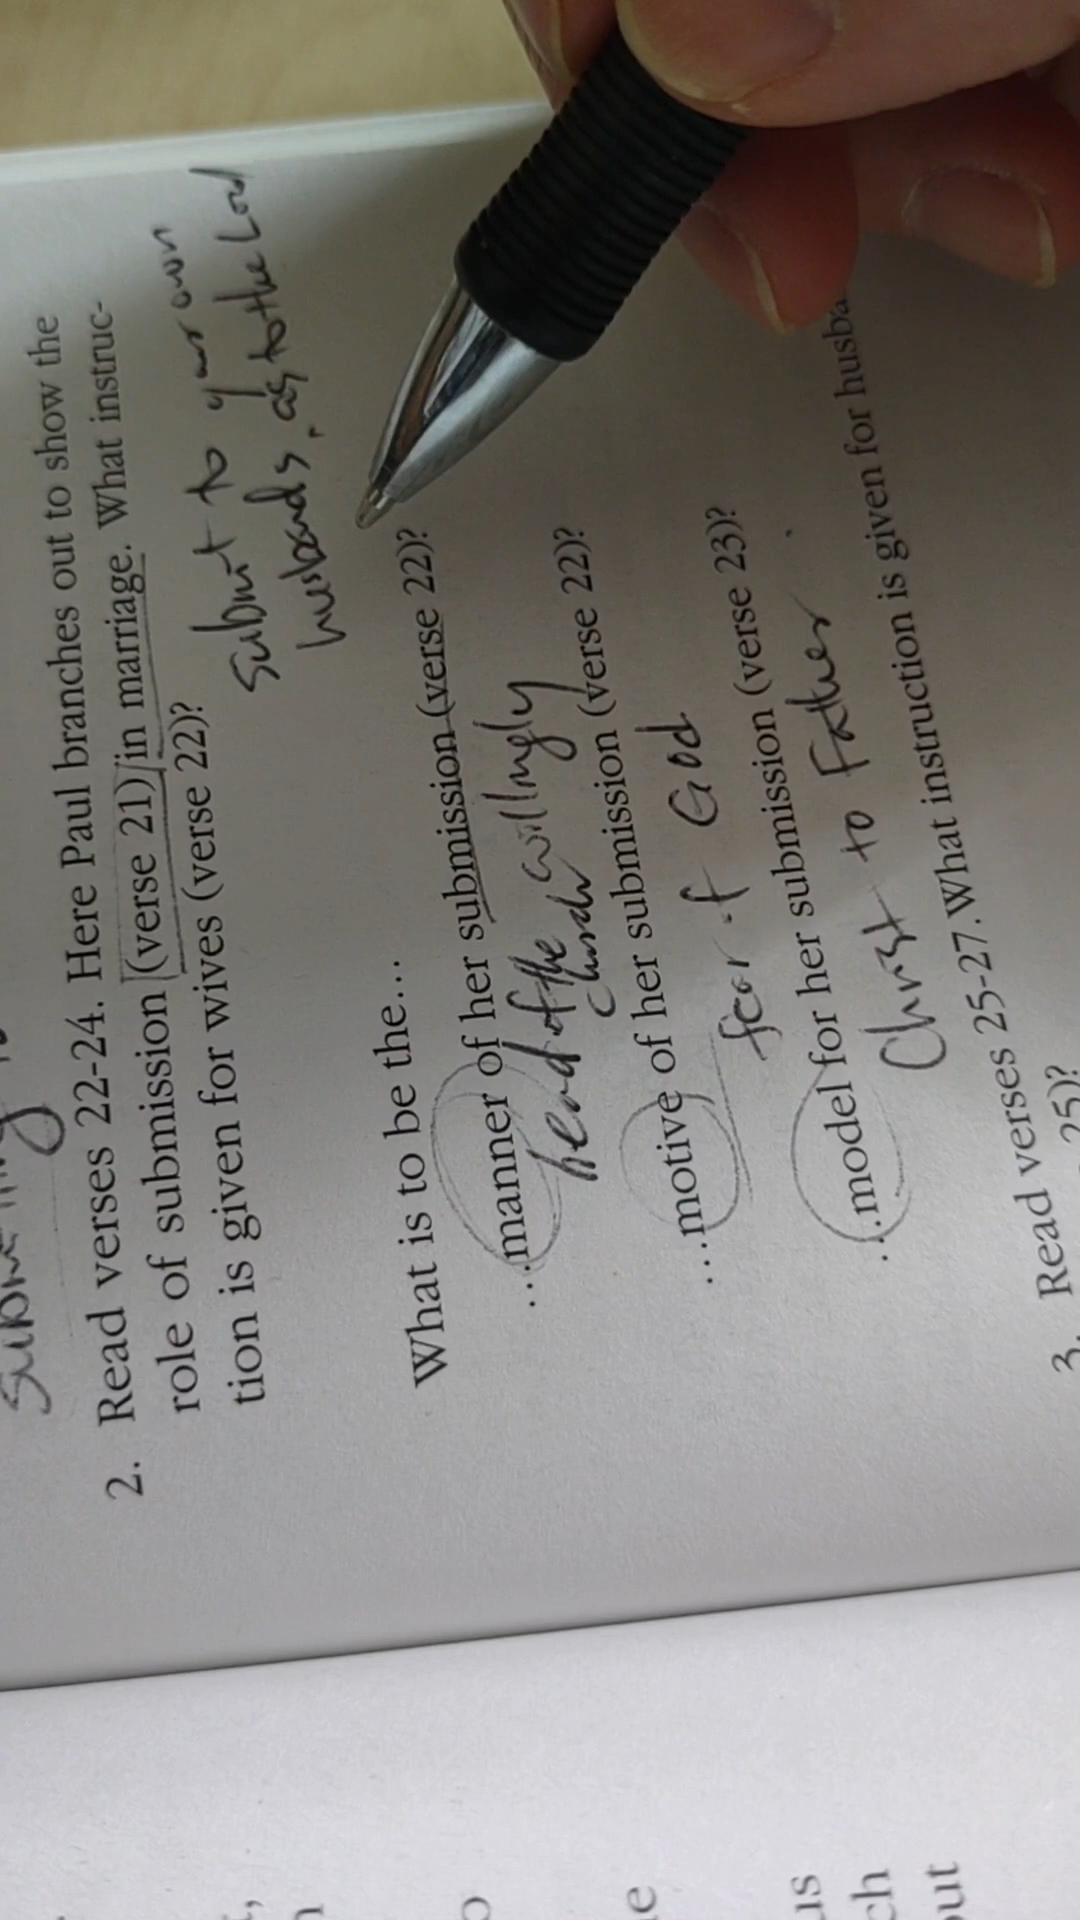 2. Read verses 22-24. Here Paul branches out to show the
role of submission (verse 21) in marriage. What instruc-
tion is given for wives (verse 22)?
submit to your own
husbands, as to the Lord
What is to be the...
...manner of her submission (verse 22)?
willingly
head of the
church
...motive of her submission (verse 22)?
fear of God
...model for her submission (verse 23)?
Christ to Father
3. Read verses 25-27. What instruction is given for husba
25)?
us
ch
out